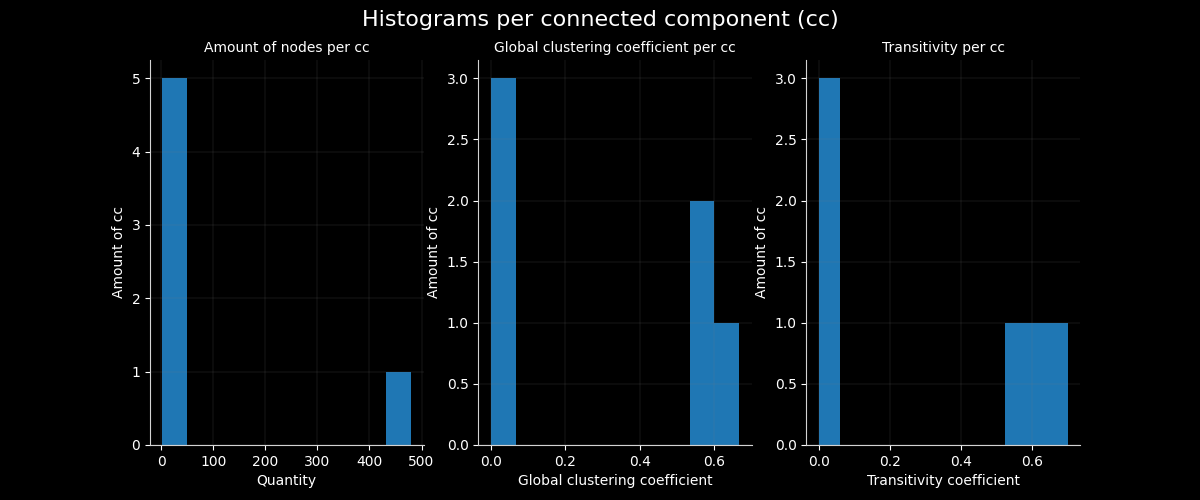 Histograms per connected component (cc)
Amount of nodes per cc
Global clustering coefficient per cc
Transitivity per cc
5
4
3
2
1
0
Amount of cc
0 100 200 300 400 500
Quantity
3.0
2.5
2.0
1.5
1.0
0.5
0.0
Amount of cc
0.0 0.2 0.4 0.6
Global clustering coefficient
3.0
2.5
2.0
1.5
1.0
0.5
0.0
Amount of cc
0.0 0.2 0.4 0.6
Transitivity coefficient